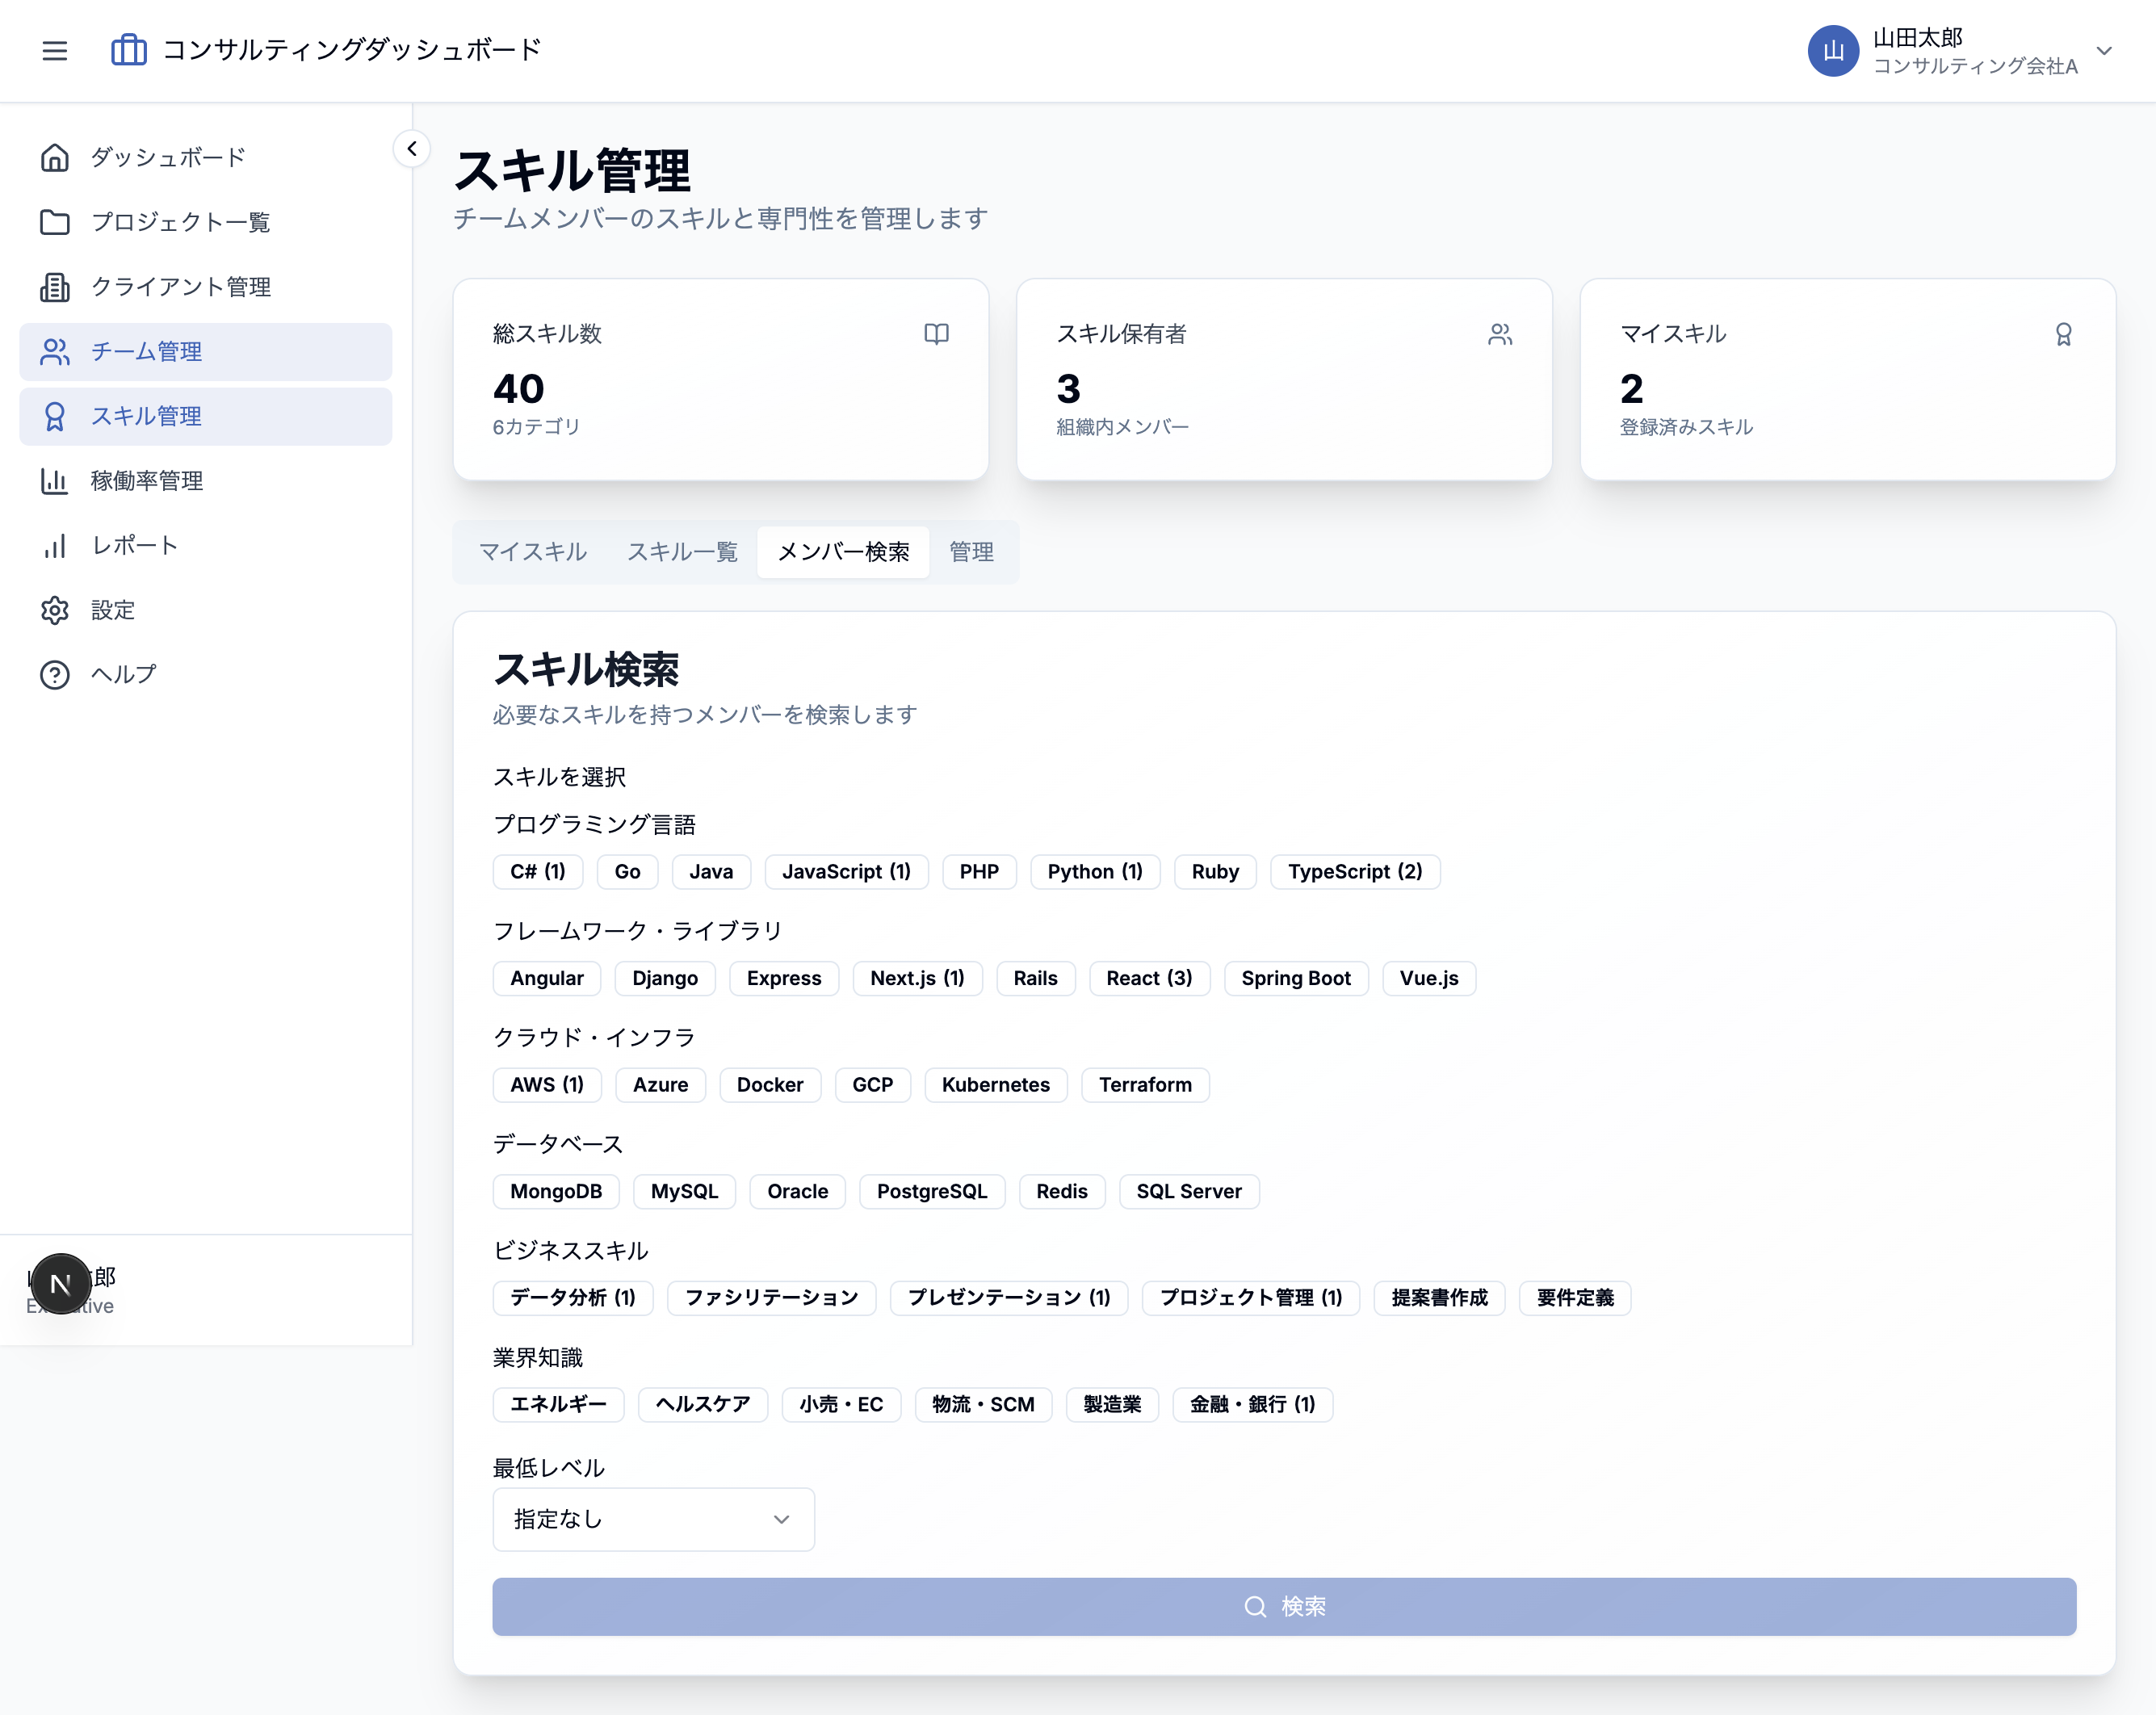 コンサルティングダッシュボード
山
山田太郎
コンサルティング会社A
ダッシュボード
プロジェクト一覧
クライアント管理
チーム管理
スキル管理
稼働率管理
レポート
設定
ヘルプ
郎
N
スキル管理
チームメンバーのスキルと専門性を管理します
総スキル数
40
6カテゴリ
スキル保有者
3
組織内メンバー
マイスキル
2
登録済みスキル
マイスキル スキル一覧 メンバー検索 管理
スキル検索
必要なスキルを持つメンバーを検索します
スキルを選択
プログラミング言語
C# (1) Go Java JavaScript (1) PHP Python (1) Ruby TypeScript (2)
フレームワーク・ライブラリ
Angular Django Express Next.js (1) Rails React (3) Spring Boot Vue.js
クラウド・インフラ
AWS (1) Azure Docker GCP Kubernetes Terraform
データベース
MongoDB MySQL Oracle PostgreSQL Redis SQL Server
ビジネススキル
データ分析 (1) ファシリテーション プレゼンテーション (1) プロジェクト管理 (1) 提案書作成 要件定義
業界知識
エネルギー ヘルスケア 小売・EC 物流・SCM 製造業 金融・銀行 (1)
最低レベル
指定なし
検索